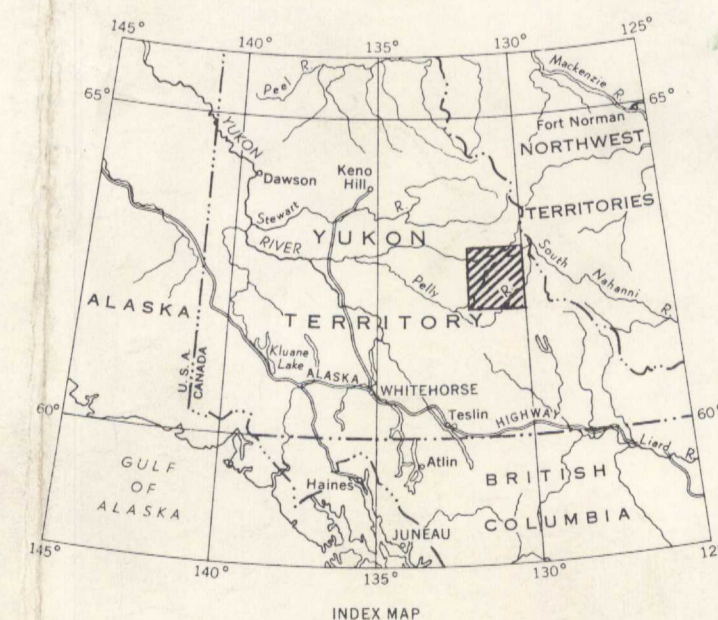 145°
140°
135°
130°
125°
65°
Peel R
Mackenzie R.
65°
Fort Norman
NORTHWEST
TERRITORIES
YUKON
Dawson
Keno
Hill
Stewart R.
RIVER
YUKON
Pelly R.
South Nahanni R.
ALASKA
TERRITORY
U.S.A.
CANADA
Kluane
Lake
ALASKA
WHITEHORSE
Teslin
HIGHWAY
60°
60°
Liard R.
Atlin
BRITISH
COLUMBIA
GULF
OF
ALASKA
Haines
JUNEAU
145°
140°
135°
130°
INDEX MAP